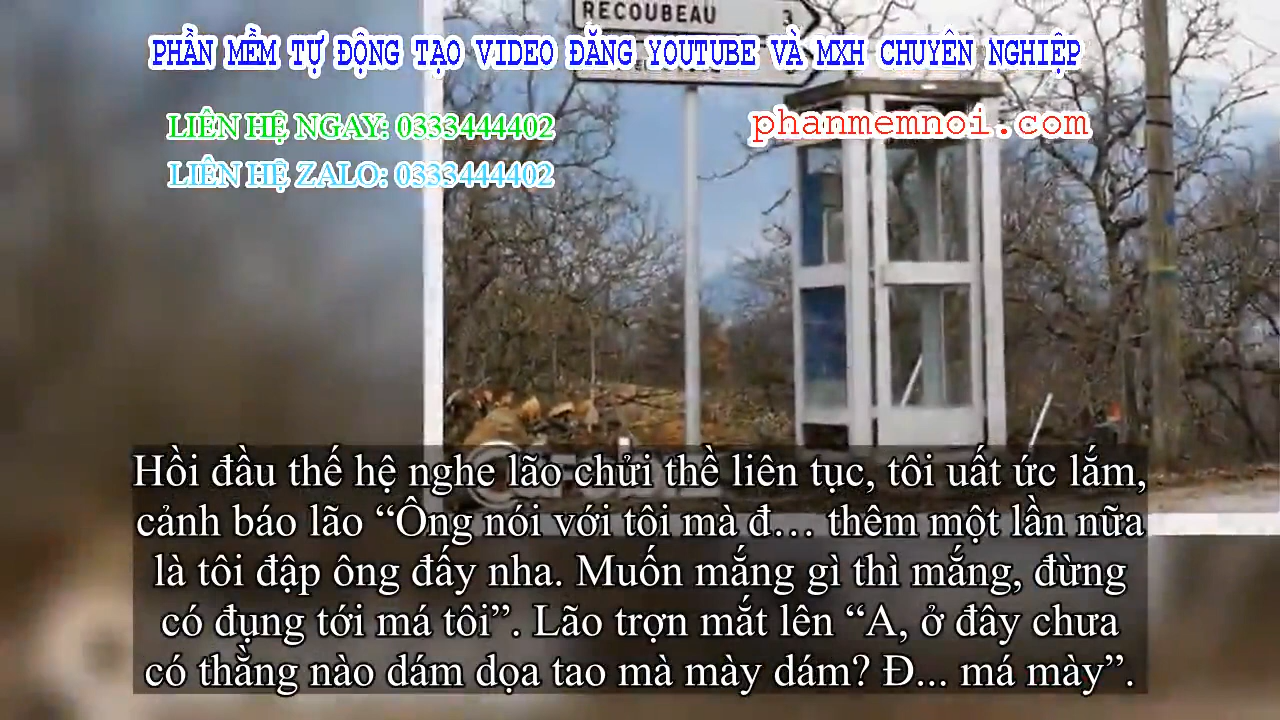 RECOUBEAU 3
PHẦN MỀM TỰ ĐỘNG TẠO VIDEO ĐĂNG YOUTUBE VÀ MXH CHUYÊN NGHIỆP
LIÊN HỆ NGAY: 0333444402
phanmemnoi.com
LIÊN HỆ ZALO: 0333444402
Hồi đầu thế hệ nghe lão chửi thề liên tục, tôi uất ức lắm,
cảnh báo lão “Ông nói với tôi mà đ… thêm một lần nữa
là tôi đập ông đấy nha. Muốn mắng gì thì mắng, đừng
có đụng tới má tôi”. Lão trợn mắt lên “A, ở đây chưa
có thằng nào dám dọa tao mà mày dám? Đ... má mày”.